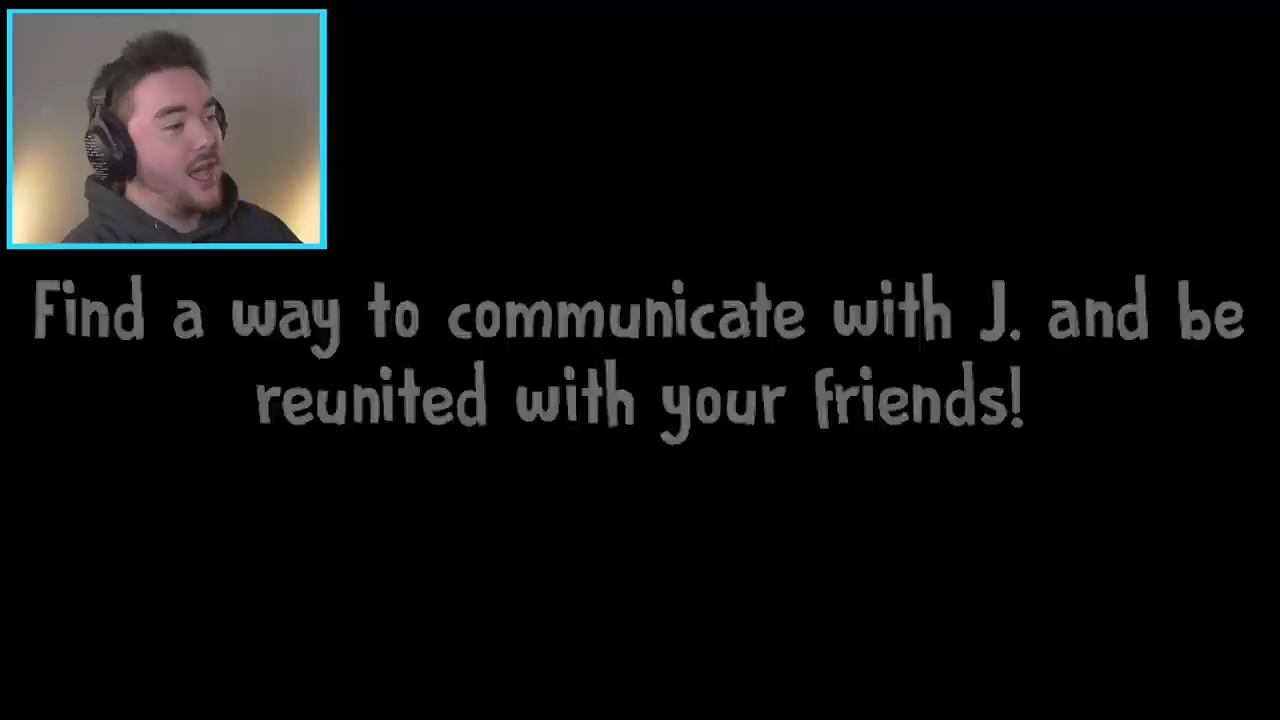 Find a way to communicate with J. and be
reunited with your friends!